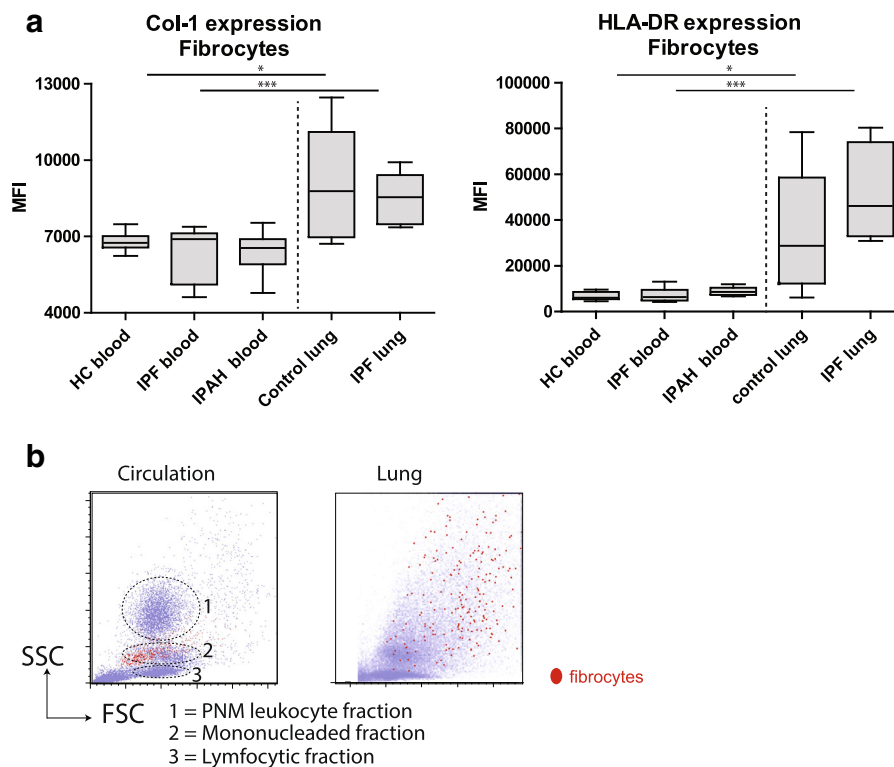 a
Col-1 expression
Fibrocytes
*
***
13000
10000
7000
4000
MFI
HC blood
IPF blood
IPAH blood
Control lung
IPF lung
HLA-DR expression
Fibrocytes
*
***
100000
80000
60000
40000
20000
0
MFI
HC blood
IPF blood
IPAH blood
control lung
IPF lung
b
Circulation
Lung
1
2
3
SSC
FSC
fibrocytes
1 = PNM leukocyte fraction
2 = Mononucleaded fraction
3 = Lymfocytic fraction